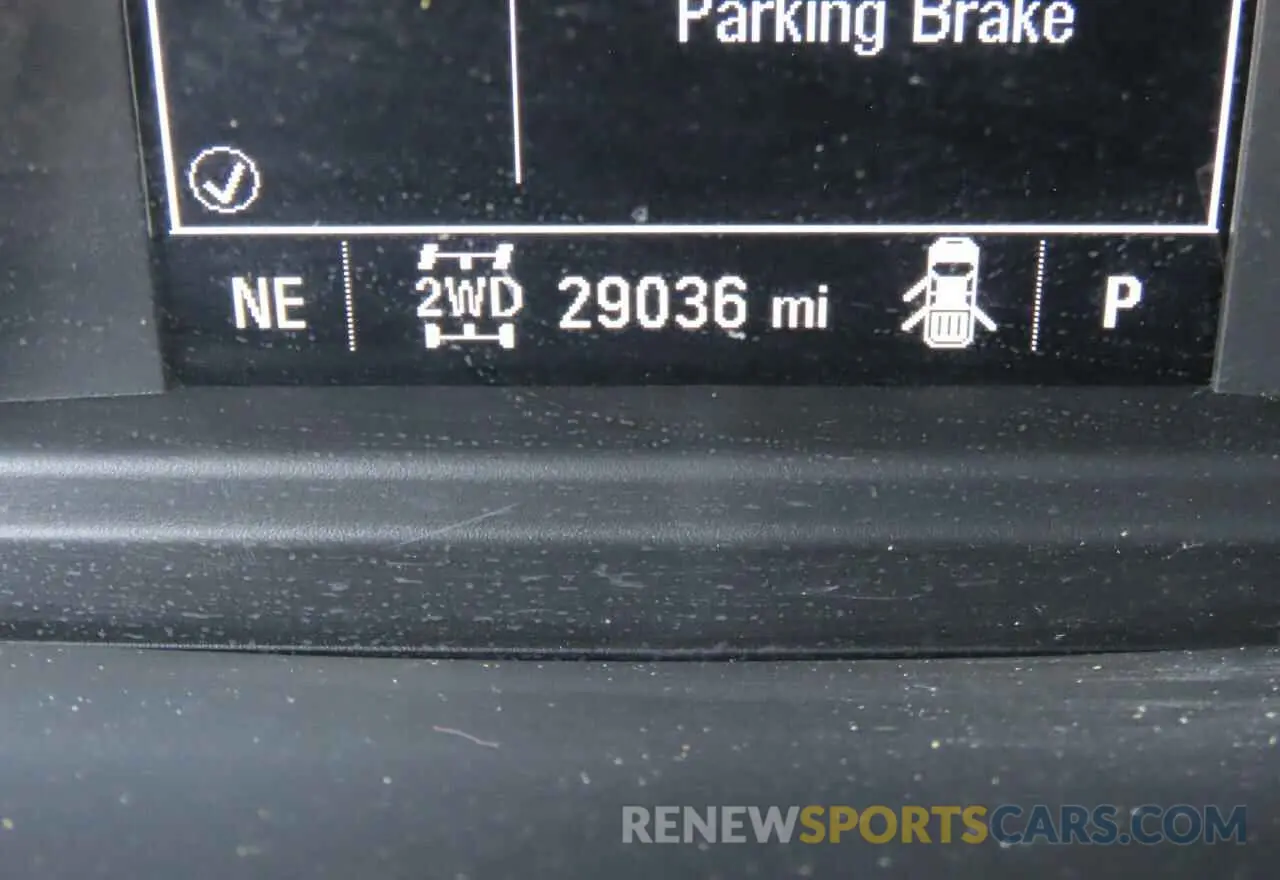 Parking Brake
NE 2WD 29036 mi P
RENEWSPORTSCARS.COM